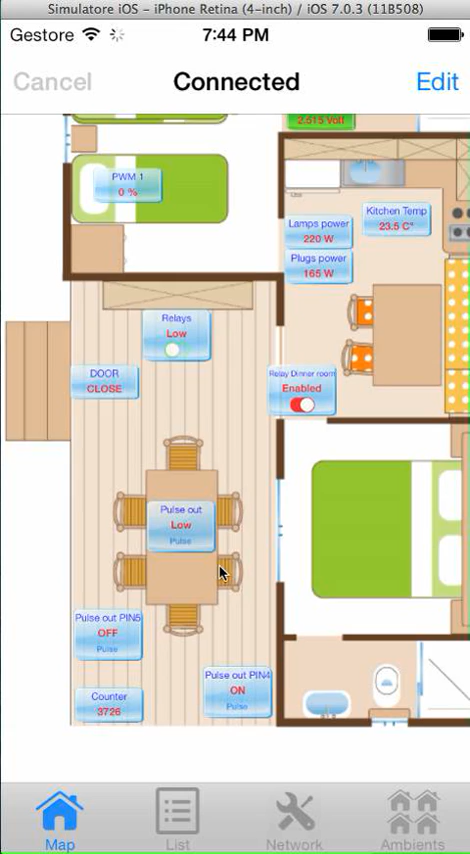 Simulatore iOS - iPhone Retina (4-inch) / iOS 7.0.3 (11B508)
Gestore 7:44 PM
Cancel Connected Edit
2.515 Volt
PWM 1
0 %
Lamps power
220 W
Kitchen Temp
23.5 C°
Plugs power
165 W
Relays
Low
DOOR
CLOSE
Relay Dinner room
Enabled
Pulse out
Low
Pulse
Pulse out PIN5
OFF
Pulse
Pulse out PIN4
ON
Pulse
Counter
3726
Map List Network Ambients